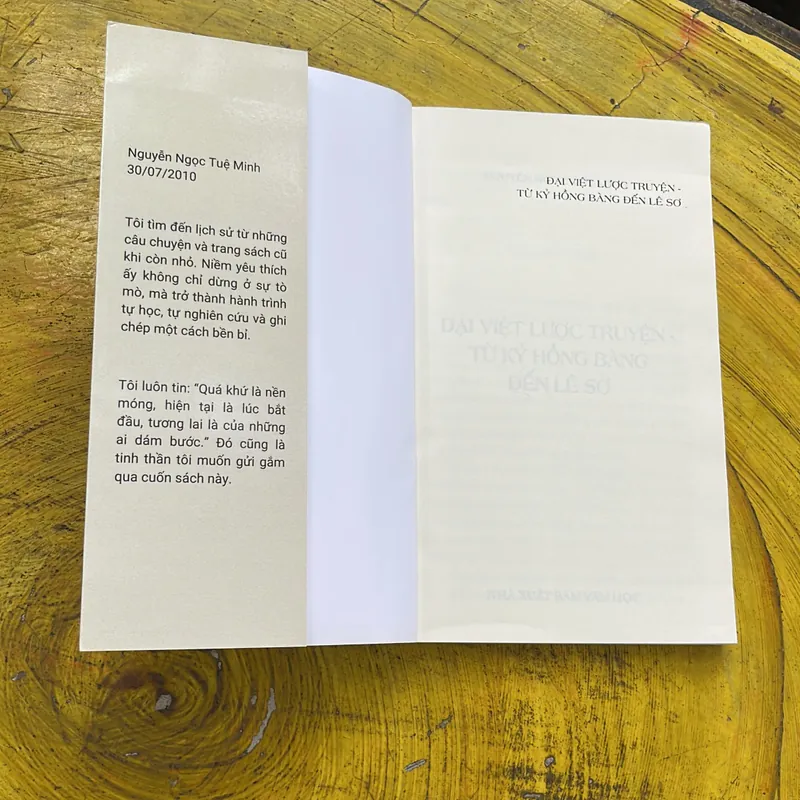 Nguyễn Ngọc Tuệ Minh
30/07/2010
Tôi tìm đến lịch sử từ những
câu chuyện và trang sách cũ
khi còn nhỏ. Niềm yêu thích
ấy không chỉ dừng ở sự tò
mò, mà trở thành hành trình
tự học, tự nghiên cứu và ghi
chép một cách bền bỉ.
Tôi luôn tin: “Quá khứ là nền
móng, hiện tại là lúc bắt
đầu, tương lai là của những
ai dám bước.” Đó cũng là
tinh thần tôi muốn gửi gắm
qua cuốn sách này.
ĐẠI VIỆT LƯỢC TRUYỆN -
TỪ KỶ HỒNG BÀNG ĐẾN LÊ SƠ
ĐẠI VIỆT LƯỢC TRUYỆN -
TỪ KỶ HỒNG BÀNG
ĐẾN LÊ SƠ
NHÀ XUẤT BẢN VĂN HỌC